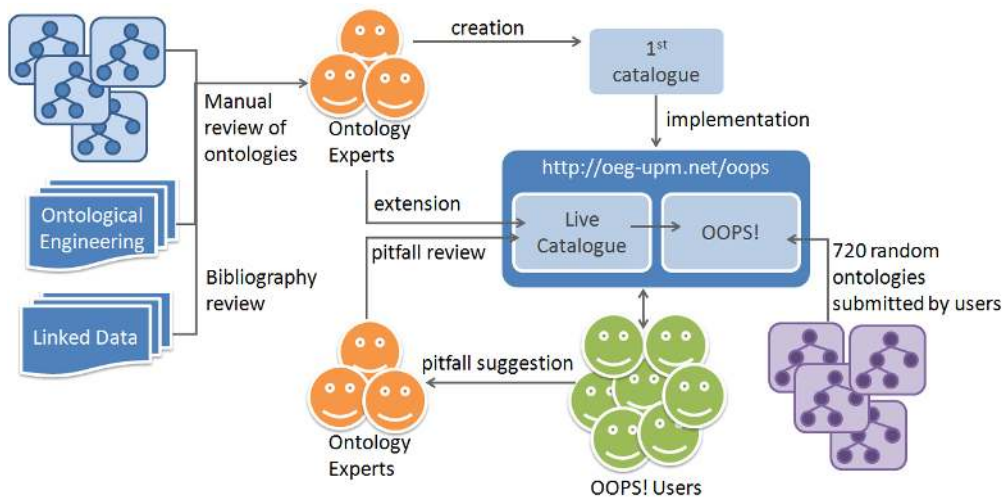 creation
1st
catalogue
Manual
review of
ontologies
Ontology
Experts
implementation
http://oeg-upm.net/oops
extension
Live
Catalogue
OOPS!
Ontological
Engineering
pitfall review
720 random
ontologies
submitted by users
Bibliography
review
Linked Data
pitfall suggestion
Ontology
Experts
OOPS! Users